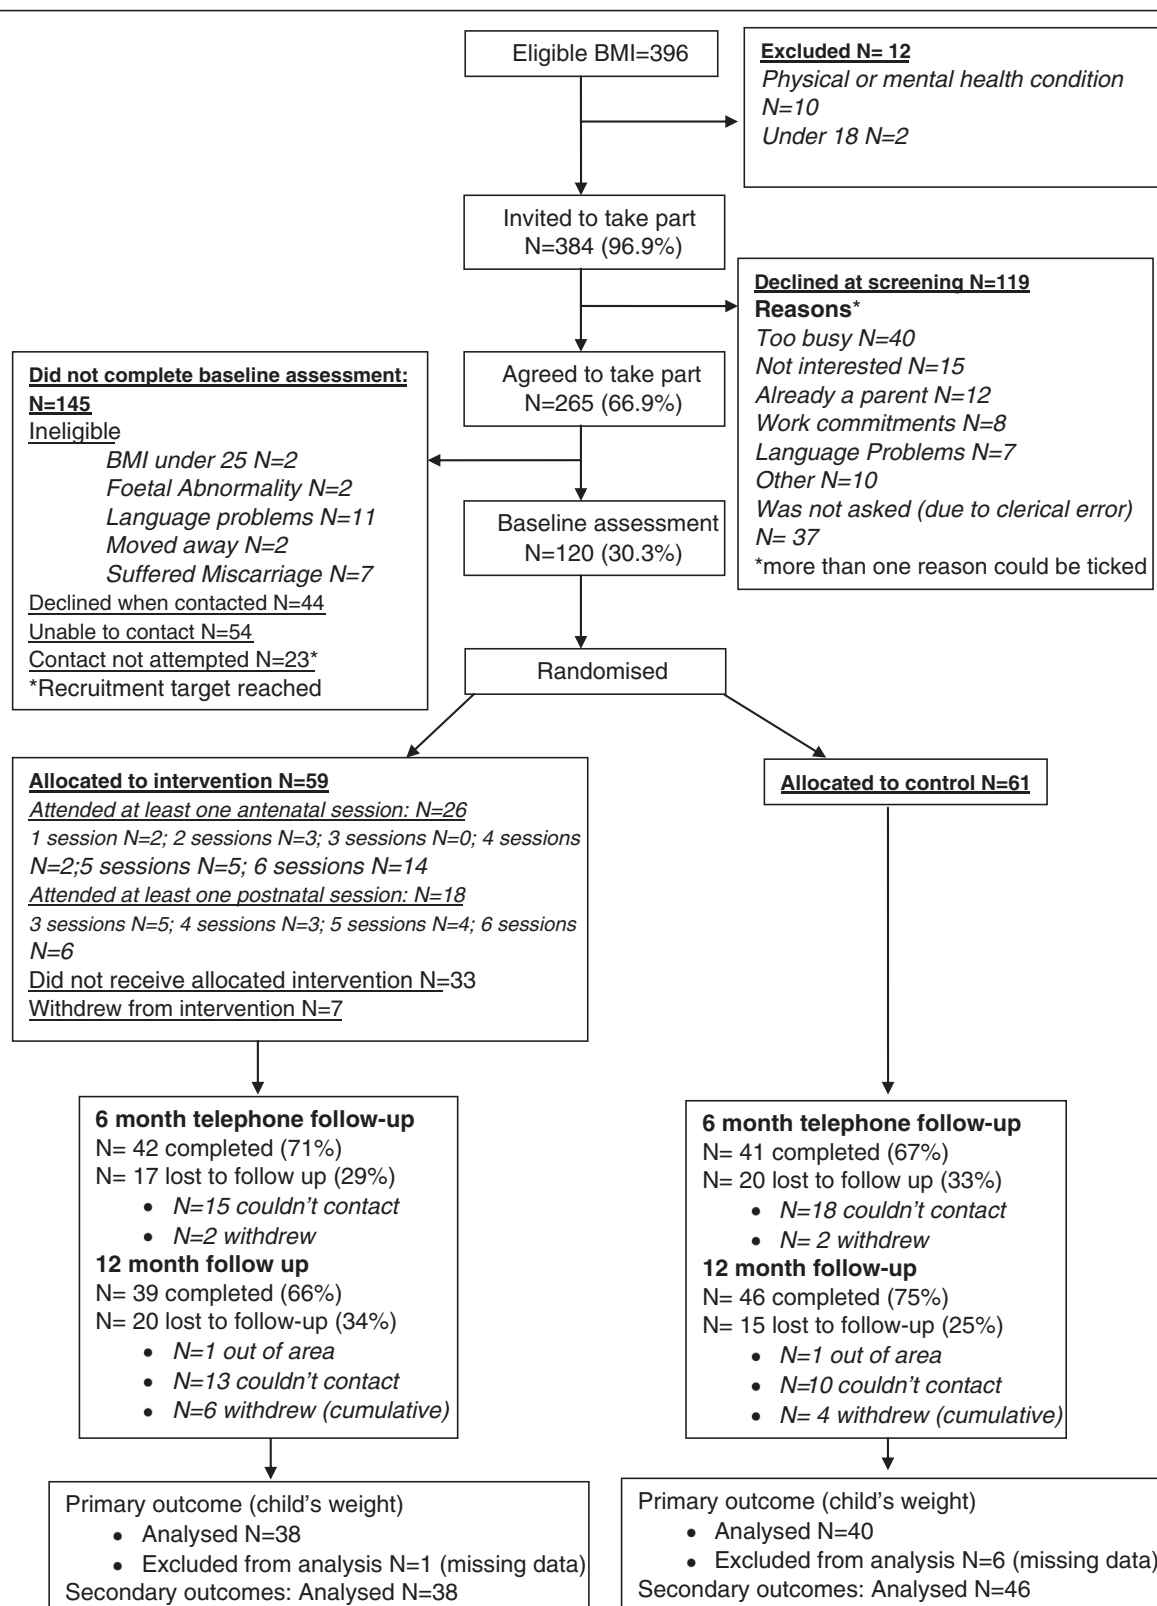 Eligible BMI=396
Excluded N= 12
Physical or mental health condition
N=10
Under 18 N=2
Invited to take part
N=384 (96.9%)
Declined at screening N=119
Reasons*
Too busy N=40
Not interested N=15
Already a parent N=12
Work commitments N=8
Language Problems N=7
Other N=10
Was not asked (due to clerical error)
N= 37
*more than one reason could be ticked
Agreed to take part
N=265 (66.9%)
Did not complete baseline assessment:
N=145
Ineligible
BMI under 25 N=2
Foetal Abnormality N=2
Language problems N=11
Moved away N=2
Suffered Miscarriage N=7
Declined when contacted N=44
Unable to contact N=54
Contact not attempted N=23*
*Recruitment target reached
Baseline assessment
N=120 (30.3%)
Randomised
Allocated to intervention N=59
Attended at least one antenatal session: N=26
1 session N=2; 2 sessions N=3; 3 sessions N=0; 4 sessions
N=2;5 sessions N=5; 6 sessions N=14
Attended at least one postnatal session: N=18
3 sessions N=5; 4 sessions N=3; 5 sessions N=4; 6 sessions
N=6
Did not receive allocated intervention N=33
Withdrew from intervention N=7
Allocated to control N=61
6 month telephone follow-up
N= 42 completed (71%)
N= 17 lost to follow up (29%)
• N=15 couldn't contact
• N=2 withdrew
12 month follow up
N= 39 completed (66%)
N= 20 lost to follow-up (34%)
• N=1 out of area
• N=13 couldn't contact
• N=6 withdrew (cumulative)
6 month telephone follow-up
N= 41 completed (67%)
N= 20 lost to follow up (33%)
• N=18 couldn't contact
• N= 2 withdrew
12 month follow-up
N= 46 completed (75%)
N= 15 lost to follow-up (25%)
• N=1 out of area
• N=10 couldn't contact
• N= 4 withdrew (cumulative)
Primary outcome (child's weight)
• Analysed N=38
• Excluded from analysis N=1 (missing data)
Secondary outcomes: Analysed N=38
Primary outcome (child's weight)
• Analysed N=40
• Excluded from analysis N=6 (missing data)
Secondary outcomes: Analysed N=46